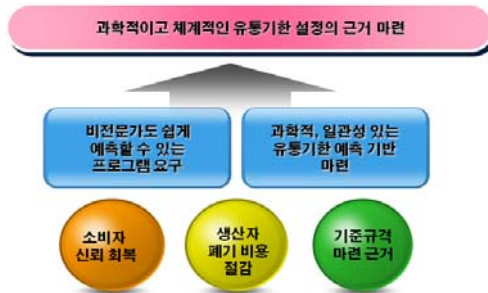 과학적이고 체계적인 유통기한 설정의 근거 마련
비전문가도 쉽게
예측할 수 있는
프로그램 요구
과학적, 일관성 있는
유통기한 예측 기반
마련
소비자
신뢰 회복
생산자
폐기 비용
절감
기준규격
마련 근거